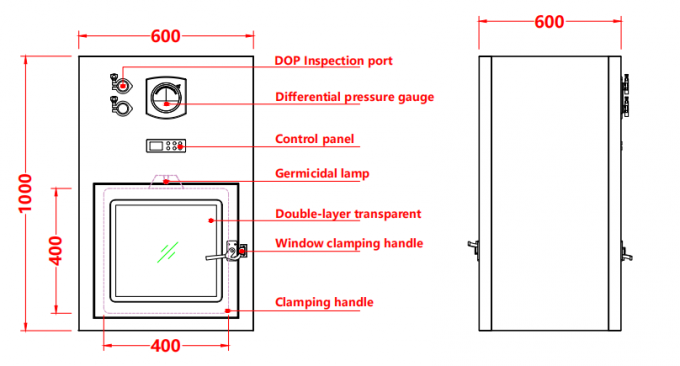 600
600
DOP Inspection port
Differential pressure gauge
Control panel
Germicidal lamp
1000
Double-layer transparent
400
Window clamping handle
Clamping handle
400